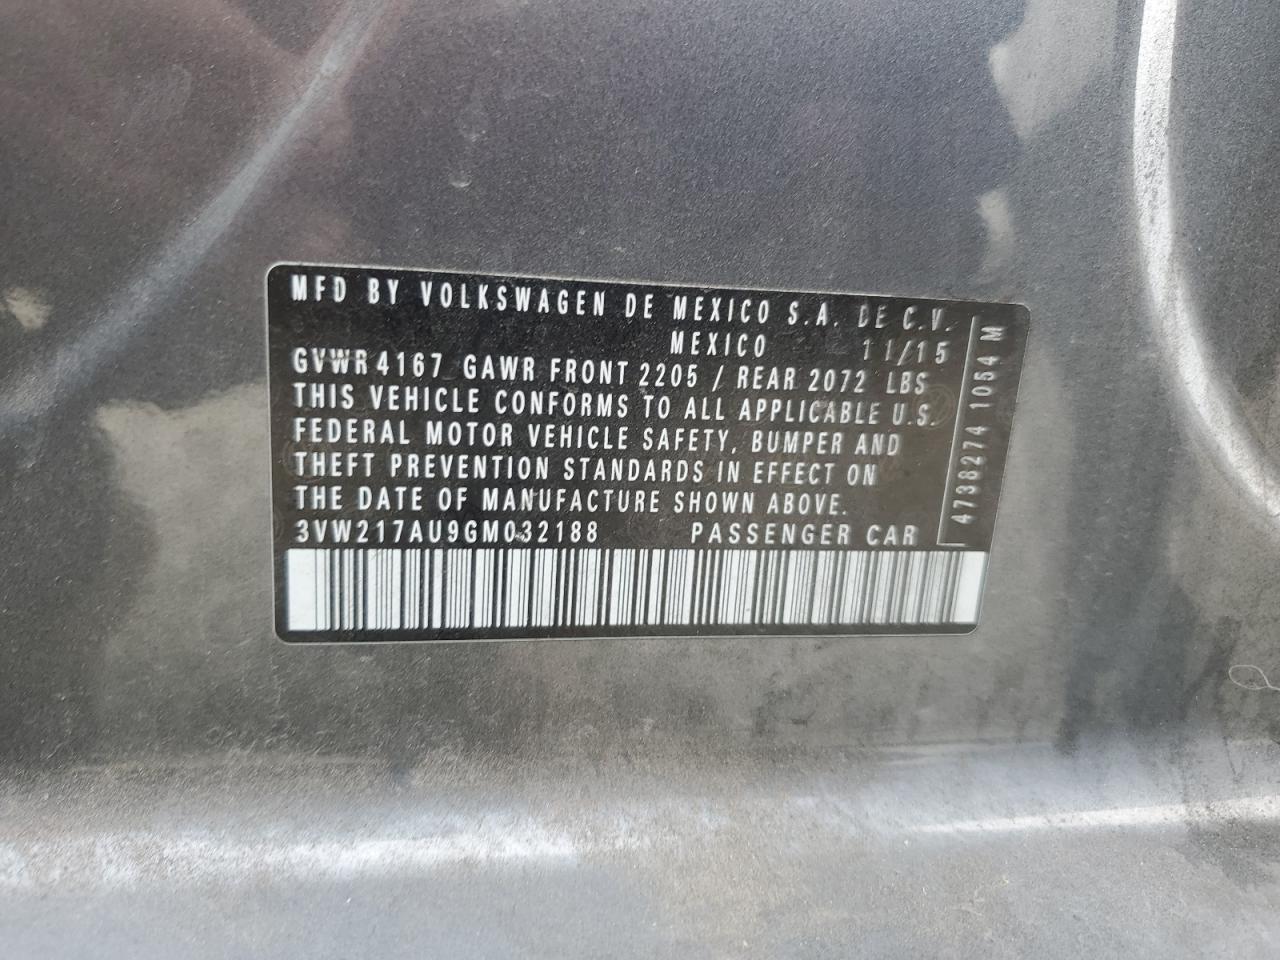 MFD BY VOLKSWAGEN DE MEXICO S.A. DE C.V.
MEXICO 11/15
GVWR 4167 GAWR FRONT 2205 / REAR 2072 LBS
THIS VEHICLE CONFORMS TO ALL APPLICABLE U.S.
FEDERAL MOTOR VEHICLE SAFETY, BUMPER AND
THEFT PREVENTION STANDARDS IN EFFECT ON
THE DATE OF MANUFACTURE SHOWN ABOVE.
3VW217AU9GM032188 PASSENGER CAR
47382741054 M